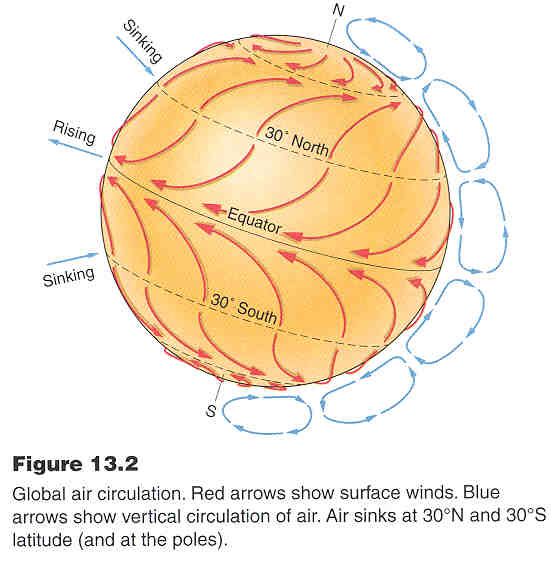 N
Sinking
Rising
30° North
Equator
Sinking
30° South
S
Figure 13.2
Global air circulation. Red arrows show surface winds. Blue
arrows show vertical circulation of air. Air sinks at 30°N and 30°S
latitude (and at the poles).